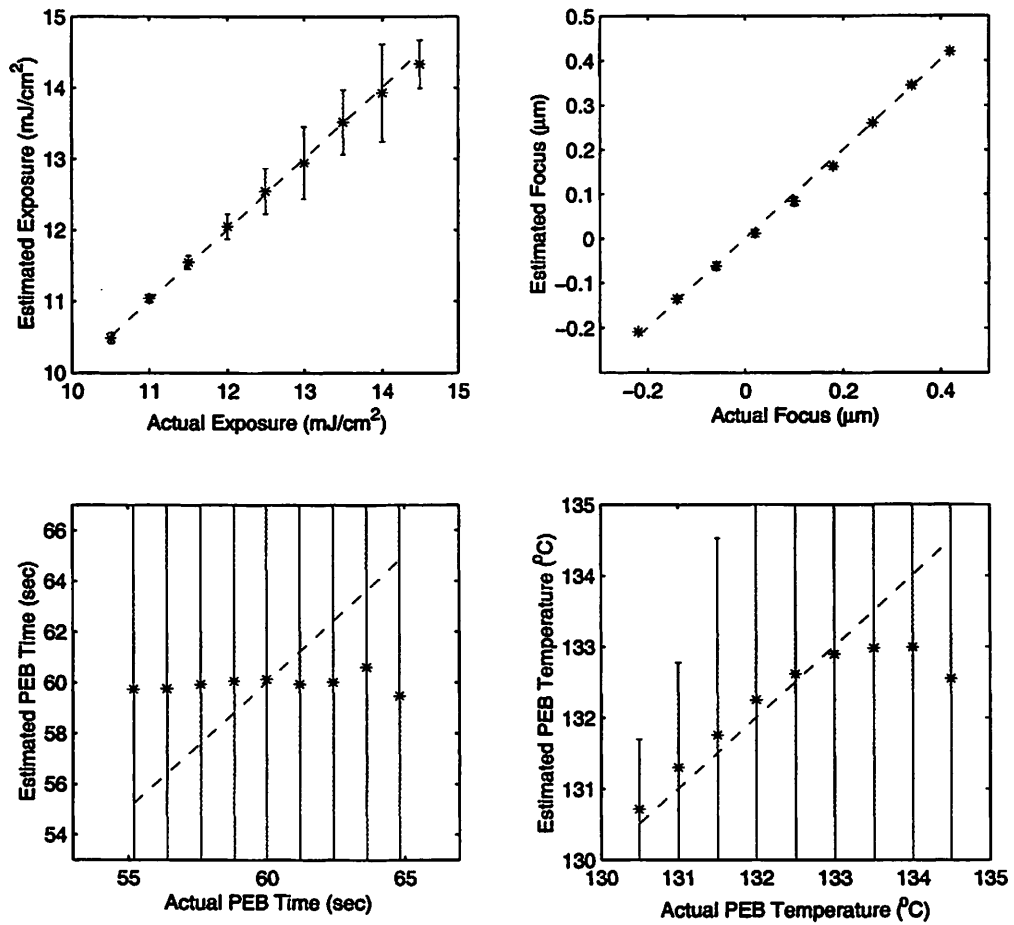 15
14
13
12
11
10
Estimated Exposure (mJ/cm²)
10 11 12 13 14 15
Actual Exposure (mJ/cm²)
0.5
0.4
0.3
0.2
0.1
0
−0.1
−0.2
Estimated Focus (μm)
−0.2 0 0.2 0.4
Actual Focus (μm)
66
64
62
60
58
56
54
Estimated PEB Time (sec)
55 60 65
Actual PEB Time (sec)
135
134
133
132
131
130
Estimated PEB Temperature (⁰C)
130 131 132 133 134 135
Actual PEB Temperature (⁰C)